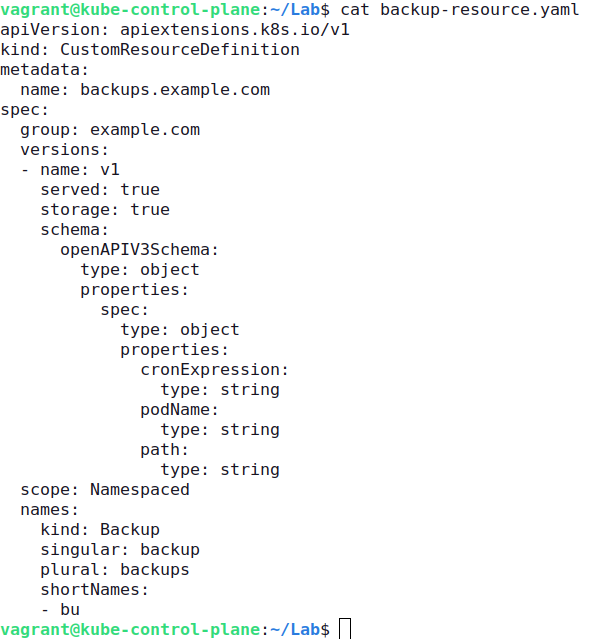 vagrant@kube-control-plane:~/Lab$ cat backup-resource.yaml
apiVersion: apiextensions.k8s.io/v1
kind: CustomResourceDefinition
metadata:
  name: backups.example.com
spec:
  group: example.com
  versions:
  - name: v1
    served: true
    storage: true
    schema:
      openAPIV3Schema:
        type: object
        properties:
          spec:
            type: object
            properties:
              cronExpression:
                type: string
              podName:
                type: string
              path:
                type: string
  scope: Namespaced
  names:
    kind: Backup
    singular: backup
    plural: backups
    shortNames:
    - bu
vagrant@kube-control-plane:~/Lab$